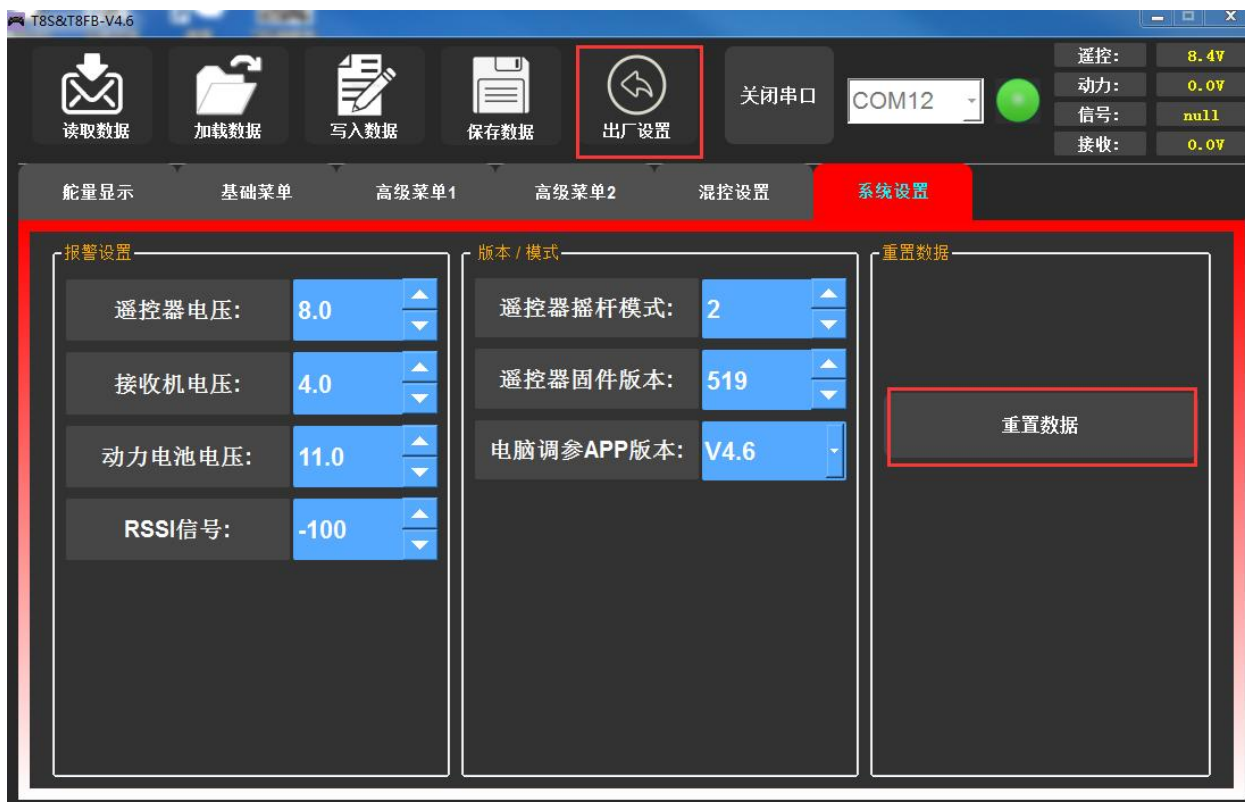 T8S&T8FB-V4.6
读取数据
加载数据
写入数据
保存数据
出厂设置
关闭串口
COM12
遥控: 8.4V
动力: 0.0V
信号: null
接收: 0.0V
舵量显示
基础菜单
高级菜单1
高级菜单2
混控设置
系统设置
报警设置
遥控器电压: 8.0
接收机电压: 4.0
动力电池电压: 11.0
RSSI信号: -100
版本 / 模式
遥控器摇杆模式: 2
遥控器固件版本: 519
电脑调参APP版本: V4.6
重置数据
重置数据